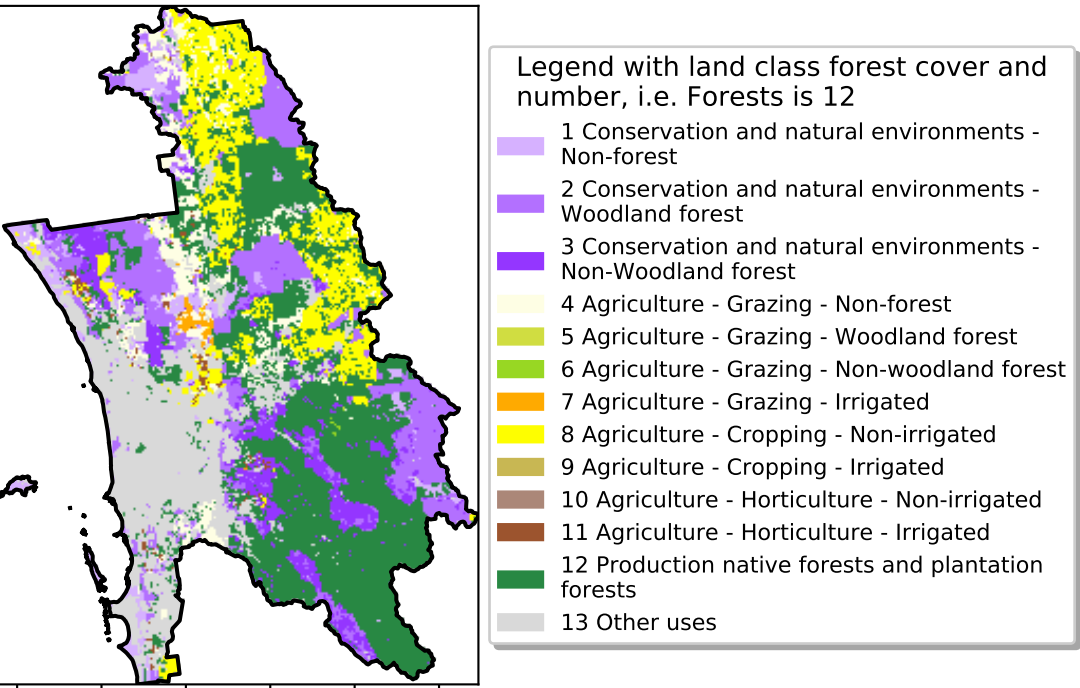 Legend with land class forest cover and
number, i.e. Forests is 12
1 Conservation and natural environments -
Non-forest
2 Conservation and natural environments -
Woodland forest
3 Conservation and natural environments -
Non-Woodland forest
4 Agriculture - Grazing - Non-forest
5 Agriculture - Grazing - Woodland forest
6 Agriculture - Grazing - Non-woodland forest
7 Agriculture - Grazing - Irrigated
8 Agriculture - Cropping - Non-irrigated
9 Agriculture - Cropping - Irrigated
10 Agriculture - Horticulture - Non-irrigated
11 Agriculture - Horticulture - Irrigated
12 Production native forests and plantation
forests
13 Other uses